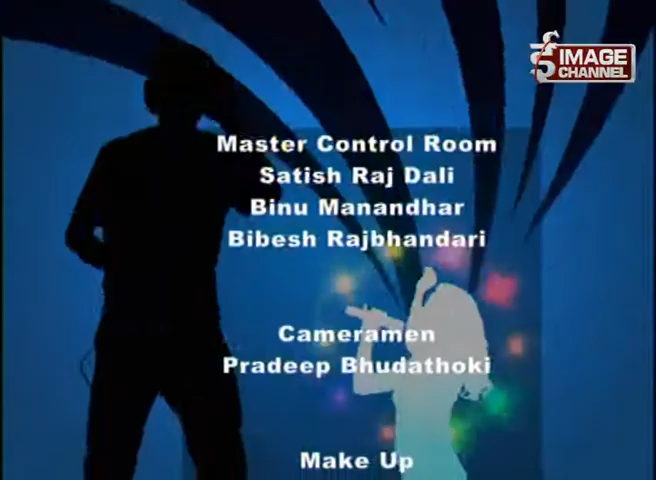 IMAGE
CHANNEL
Master Control Room
Satish Raj Dali
Binu Manandhar
Bibesh Rajbhandari
Cameramen
Pradeep Bhudathoki
Make Up